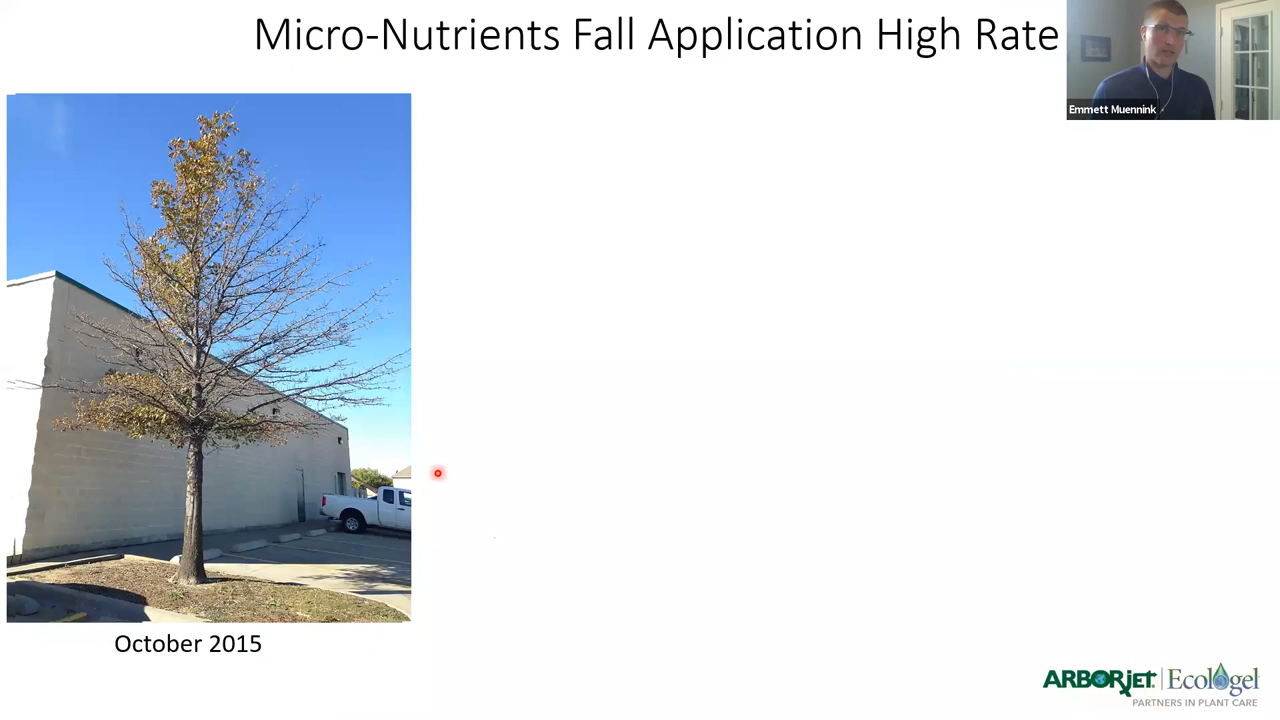 Micro-Nutrients Fall Application High Rate
Emmett Muennink
October 2015
ARBORjET | Ecologel
PARTNERS IN PLANT CARE